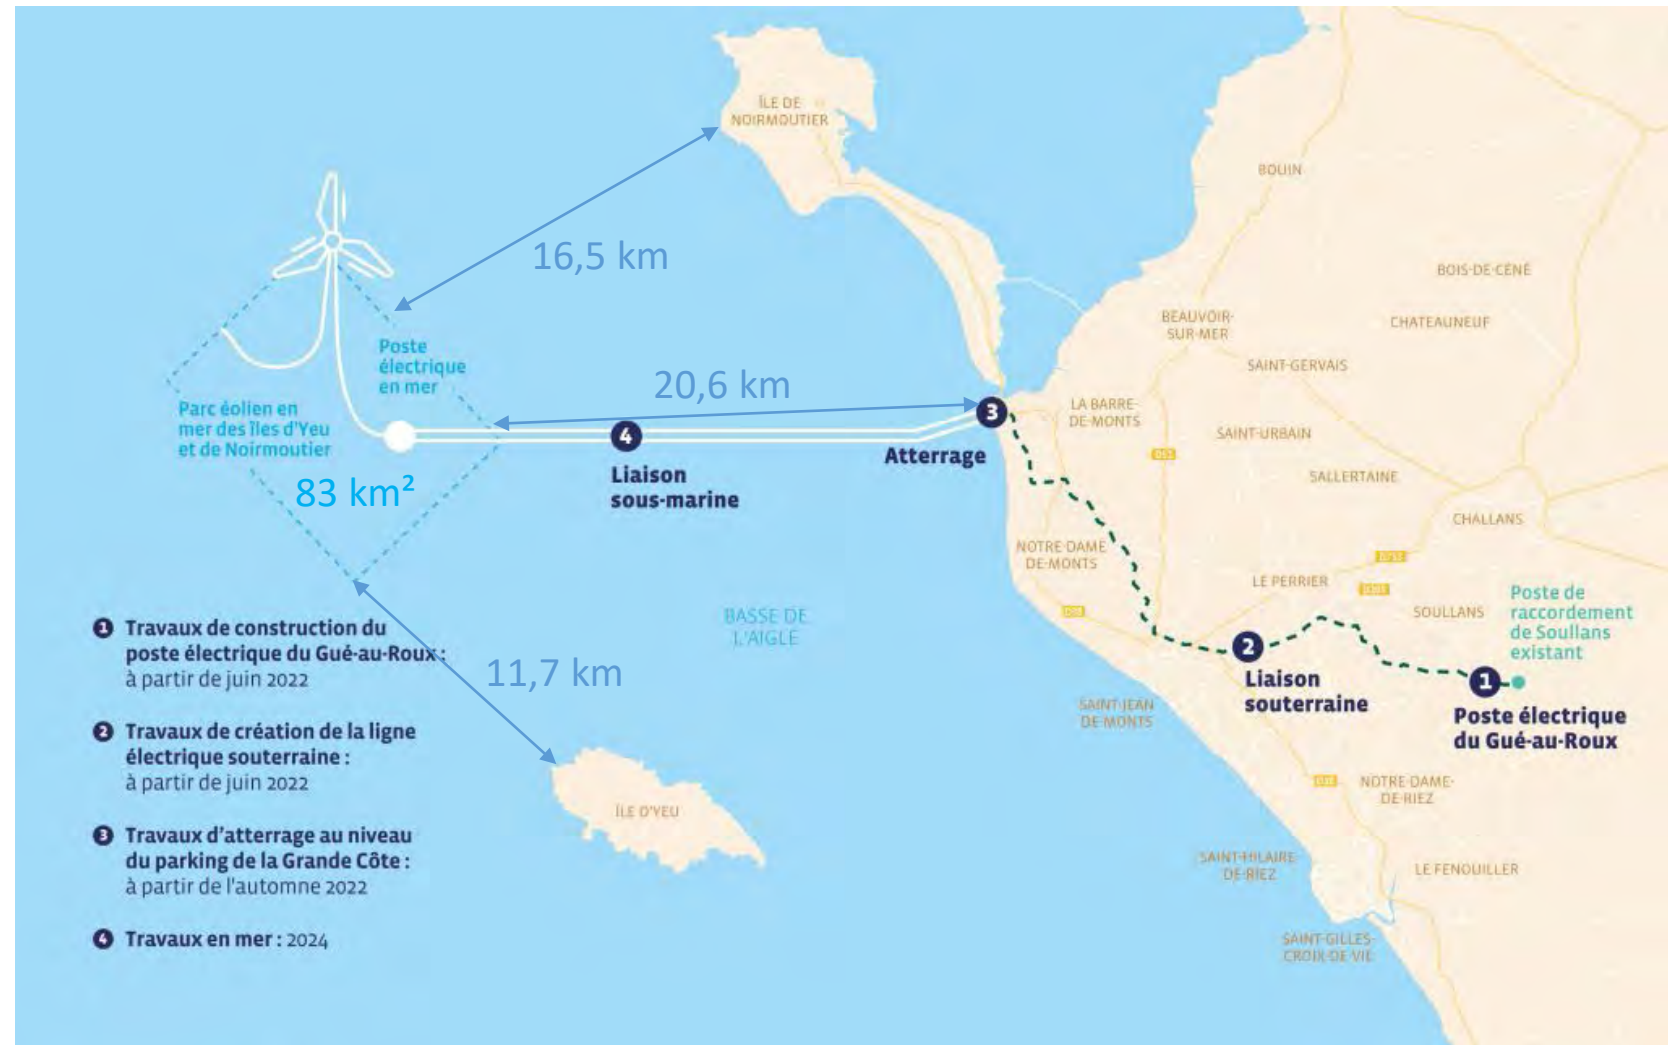 ÎLE DE
NOIRMOUTIER
BOUIN
16,5 km
BOIS-DE-CÉNÉ
BEAUVOIR-
SUR-MER
CHATEAUNEUF
Poste
électrique
en mer
SAINT-GERVAIS
20,6 km
Parc éolien en
mer des îles d'Yeu
et de Noirmoutier
3
LA BARRE-
DE-MONTS
4
Atterrage
SAINT-URBAIN
Liaison
sous-marine
83 km²
SALLERTAINE
CHALLANS
NOTRE-DAME
DE-MONTS
LE PERRIER
BASSE DE
L'AIGLE
SOULLANS
Poste de
raccordement
de Soullans
existant
1 Travaux de construction du
poste électrique du Gué-au-Roux :
à partir de juin 2022
11,7 km
2
Liaison
souterraine
1
Poste électrique
du Gué-au-Roux
SAINT-JEAN
DE-MONTS
2 Travaux de création de la ligne
électrique souterraine :
à partir de juin 2022
NOTRE-DAME-
DE-RIEZ
ÎLE D'YEU
3 Travaux d'atterrage au niveau
du parking de la Grande Côte :
à partir de l'automne 2022
SAINT-HILAIRE
DE-RIEZ
LE FENOUILLER
4 Travaux en mer : 2024
SAINT-GILLES-
CROIX-DE-VIE